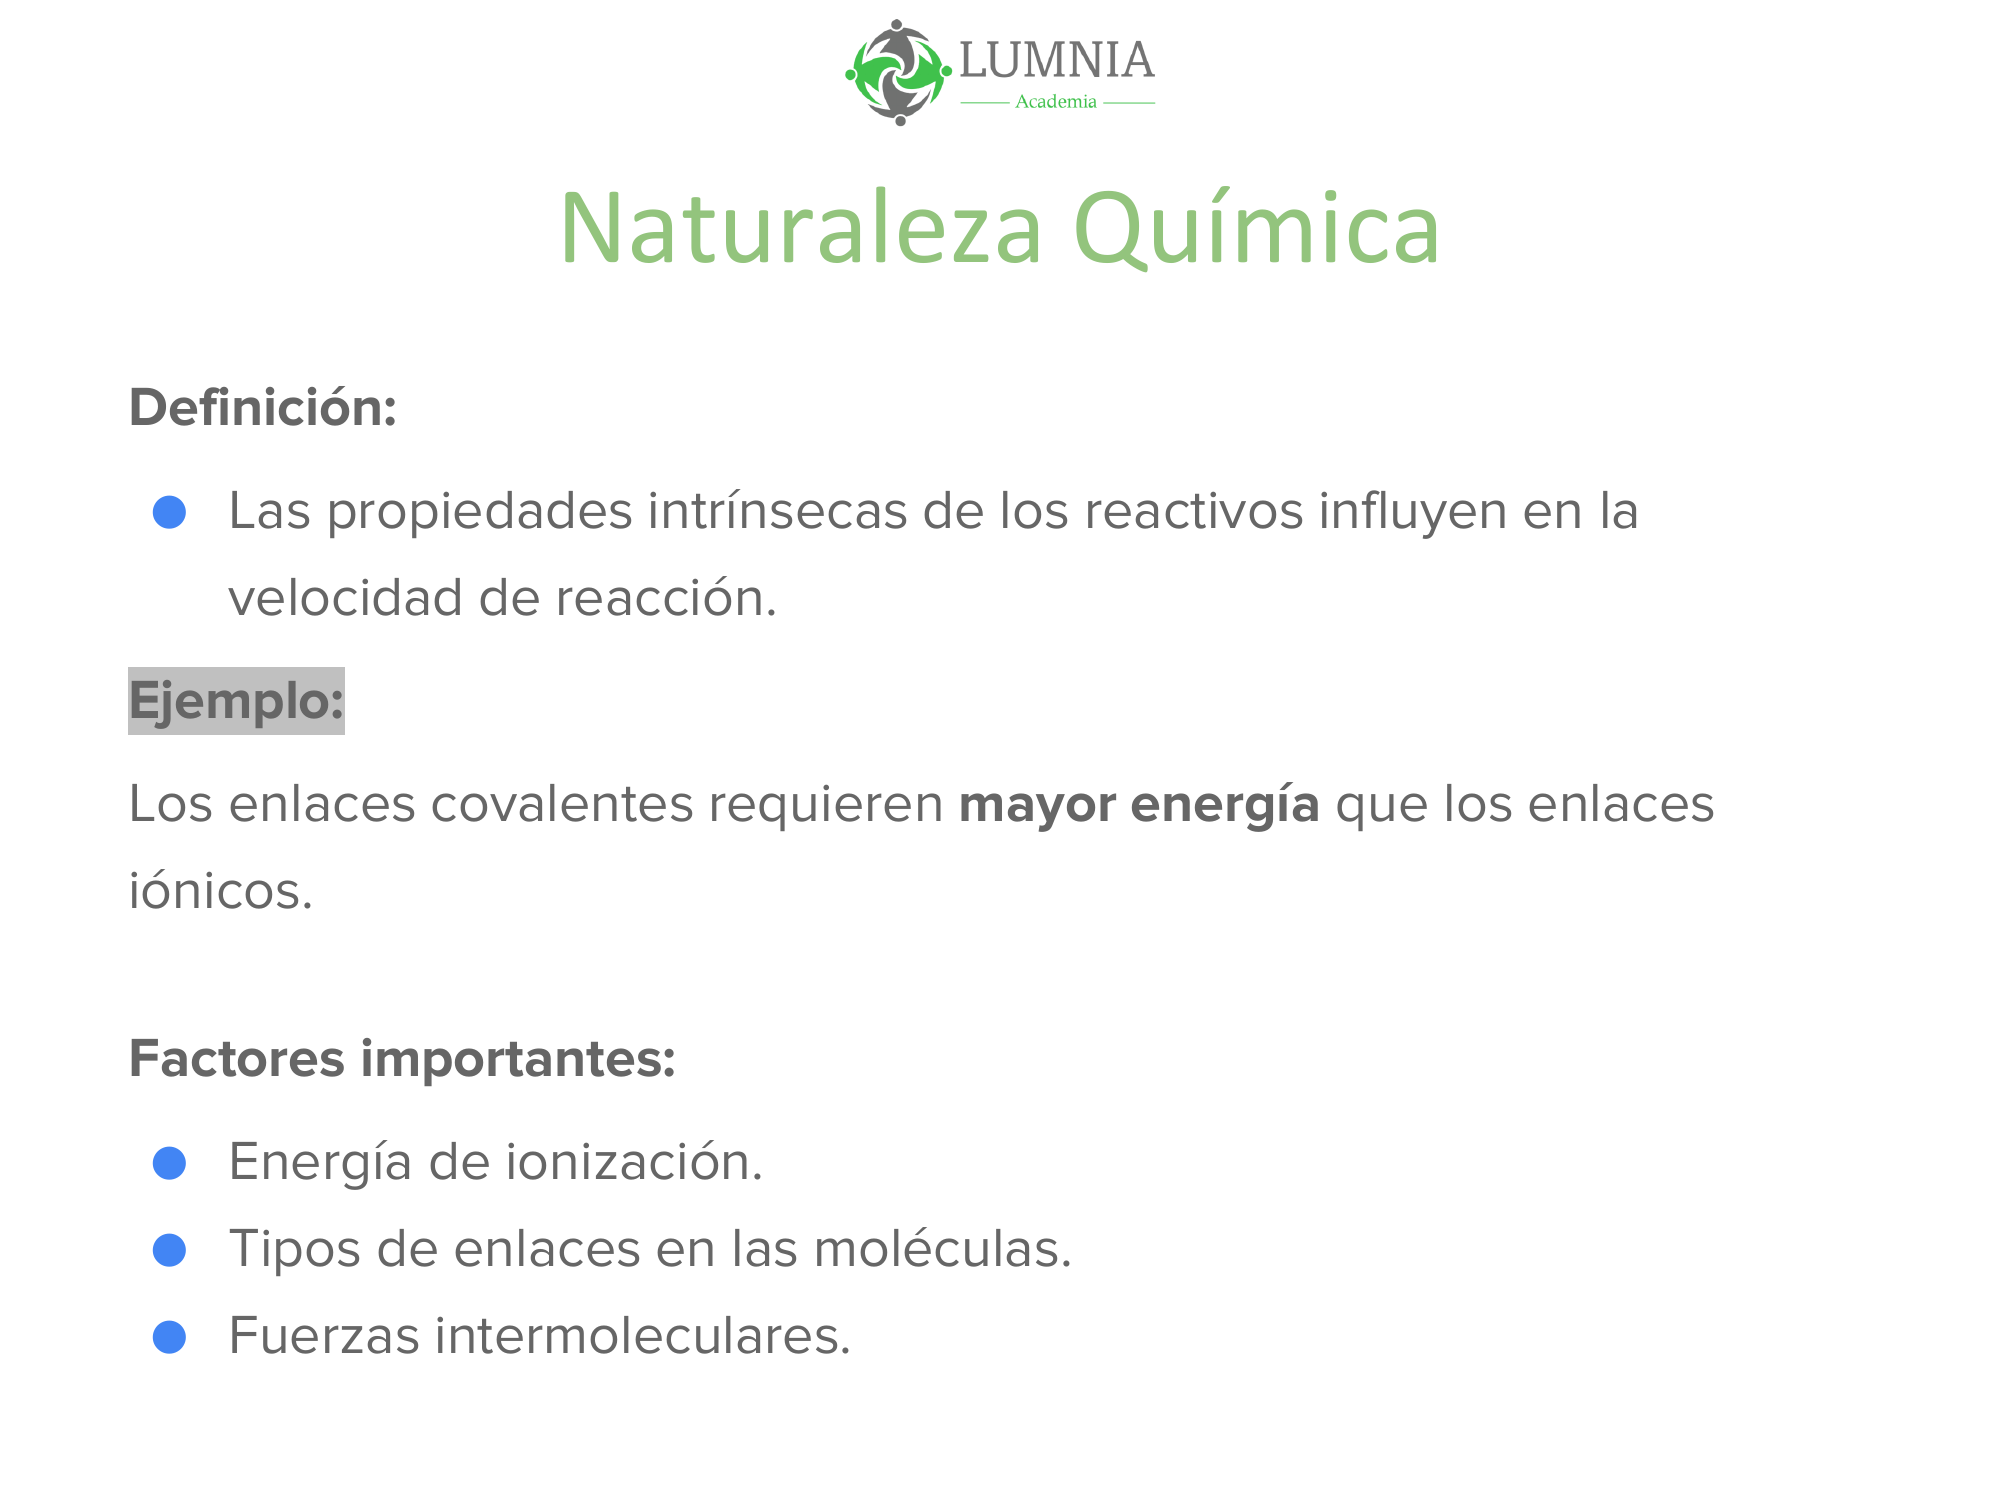 LUMNIA
Academia
Naturaleza Química
Definición:
● Las propiedades intrínsecas de los reactivos influyen en la
velocidad de reacción.
Ejemplo:
Los enlaces covalentes requieren mayor energía que los enlaces
iónicos.
Factores importantes:
● Energía de ionización.
● Tipos de enlaces en las moléculas.
● Fuerzas intermoleculares.